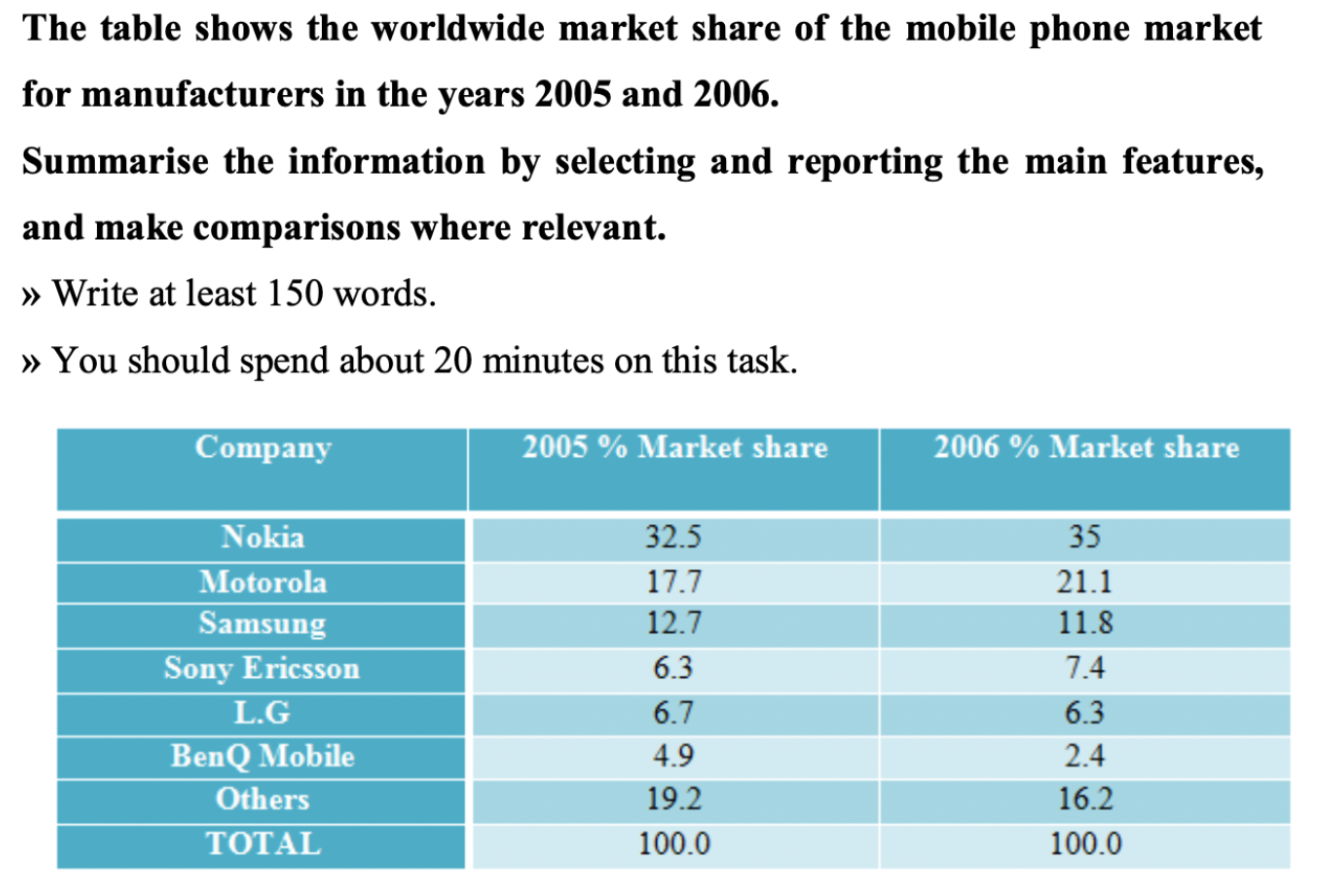 The table shows the worldwide market share of the mobile phone market
for manufacturers in the years 2005 and 2006.
Summarise the information by selecting and reporting the main features,
and make comparisons where relevant.
» Write at least 150 words.
» You should spend about 20 minutes on this task.
Company 2005 % Market share 2006 % Market share
Nokia 32.5 35
Motorola 17.7 21.1
Samsung 12.7 11.8
Sony Ericsson 6.3 7.4
L.G 6.7 6.3
BenQ Mobile 4.9 2.4
Others 19.2 16.2
TOTAL 100.0 100.0